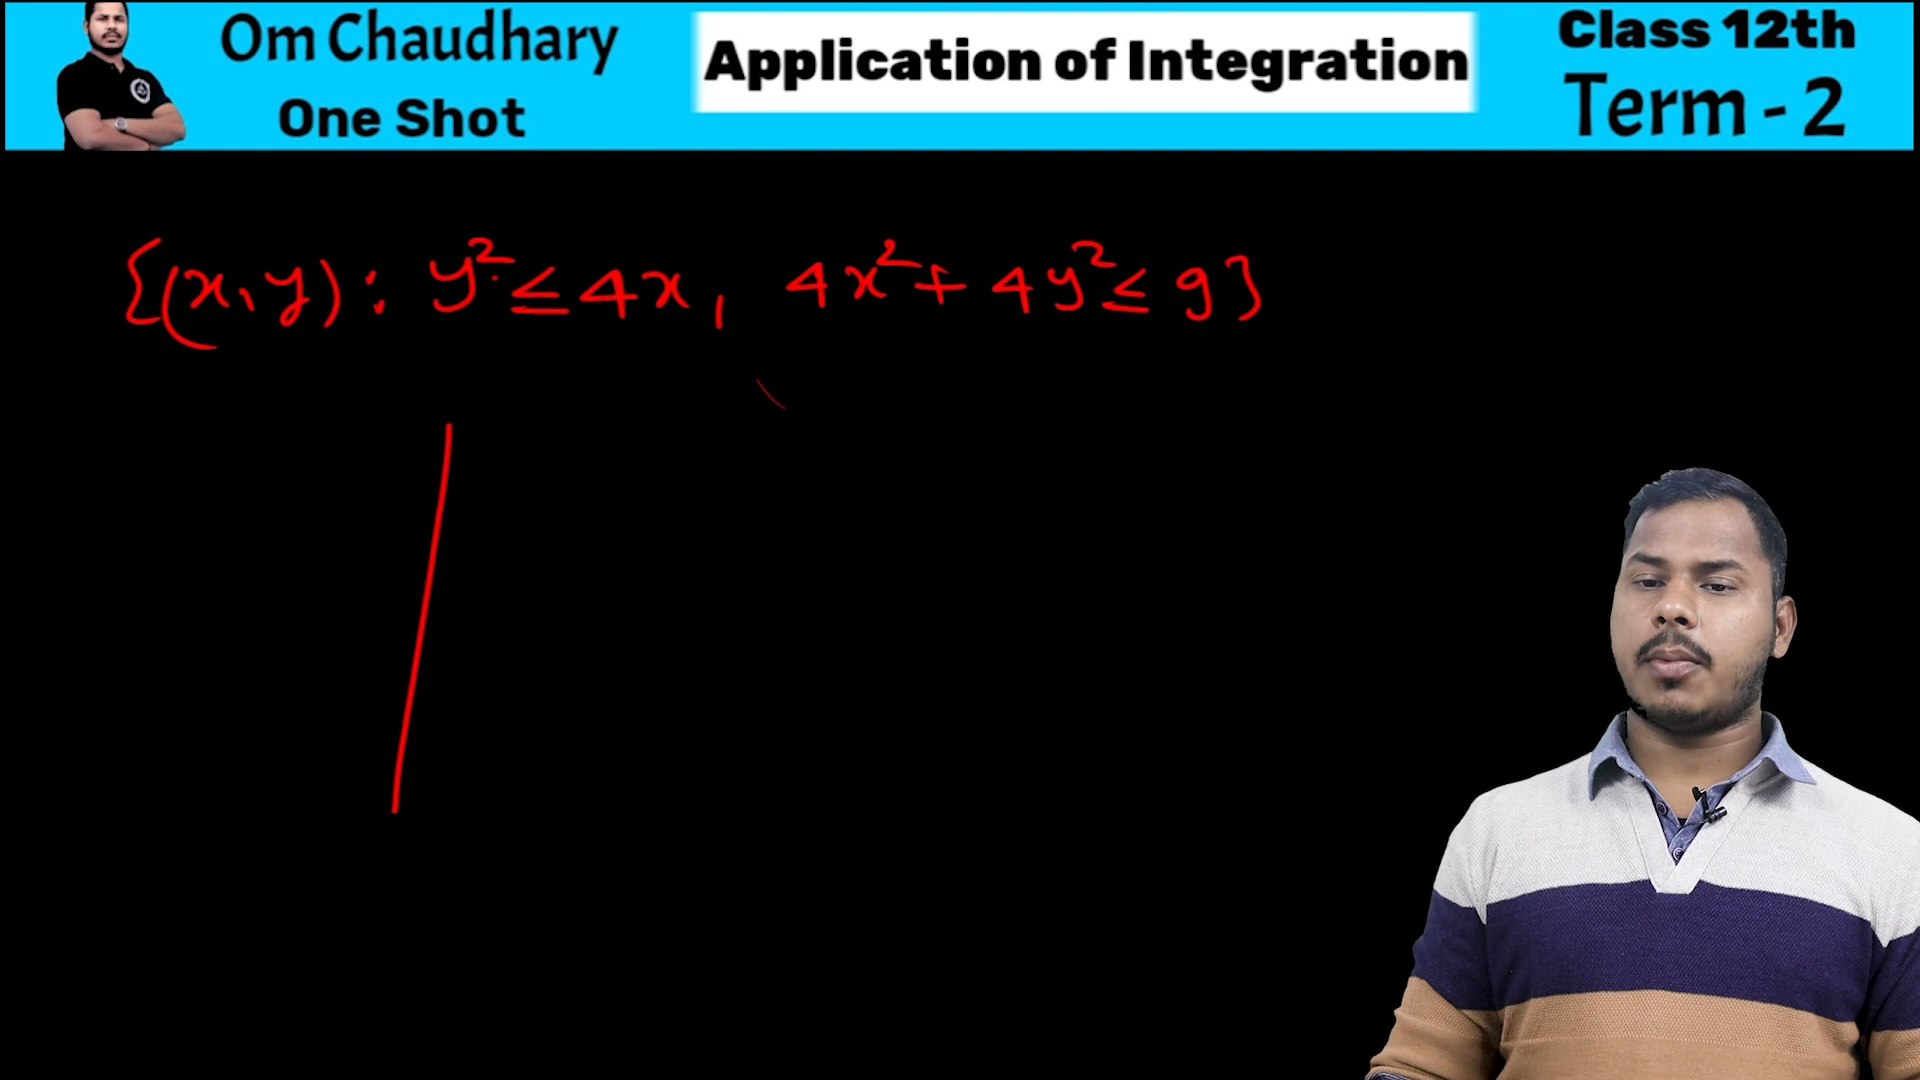 Om Chaudhary
One Shot
Application of Integration
Class 12th
Term - 2
{(x,y): y² ≤ 4x, 4x² + 4y² ≤ 9}